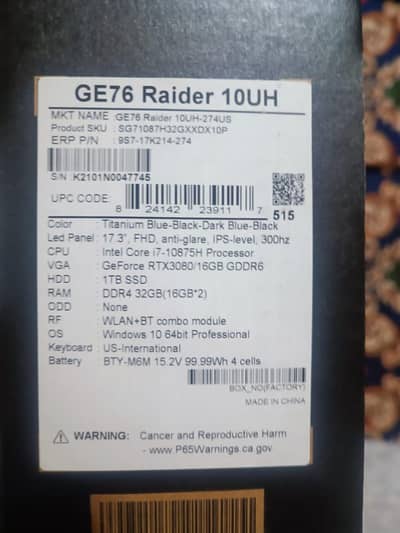 GE76 Raider 10UH
MKT NAME :GE76 Raider 10UH-274US
Product SKU : SG71087H32GXXDX10P
ERP P/N : 9S7-17K214-274
S/N: K2101N0047745
UPC CODE 8 24142 23911 7
515
Color : Titanium Blue-Black-Dark Blue-Black
Led Panel : 17.3", FHD, anti-glare, IPS-level, 300hz
CPU : Intel Core i7-10875H Processor
VGA : GeForce RTX3080/16GB GDDR6
HDD : 1TB SSD
RAM : DDR4 32GB(16GB*2)
ODD : None
RF : WLAN+BT combo module
OS : Windows 10 64bit Professional
Keyboard : US-International
Battery : BTY-M6M 15.2V 99.99Wh 4 cells
BOX_NO(FACTORY)
MADE IN CHINA
WARNING: Cancer and Reproductive Harm
- www.P65Warnings.ca.gov